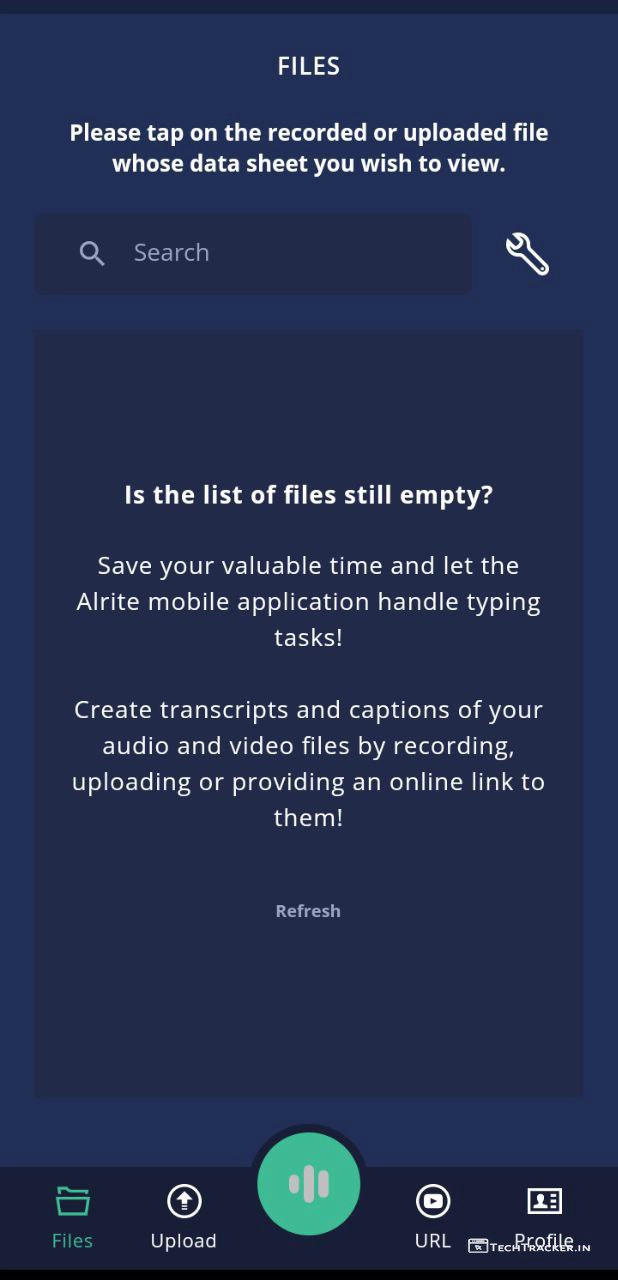 FILES
Please tap on the recorded or uploaded file
whose data sheet you wish to view.
Search
Is the list of files still empty?
Save your valuable time and let the
Alrite mobile application handle typing
tasks!
Create transcripts and captions of your
audio and video files by recording,
uploading or providing an online link to
them!
Refresh
Files Upload URL Profile
TECHTRACKER.IN